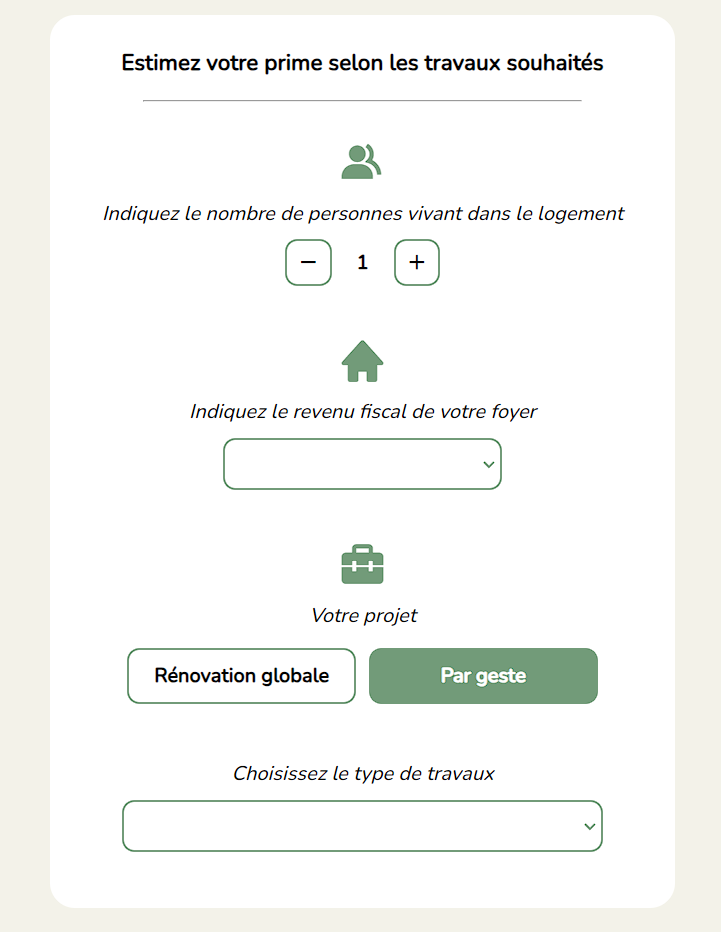 Estimez votre prime selon les travaux souhaités
Indiquez le nombre de personnes vivant dans le logement
− 1 +
Indiquez le revenu fiscal de votre foyer
Votre projet
Rénovation globale Par geste
Choisissez le type de travaux